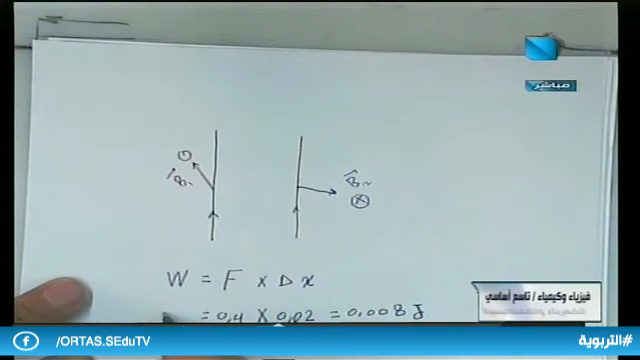 مباشر
W = F × Δx
= 0,4 × 0,02 = 0,008 J
فيزياء وكيمياء / تاسع أساسي
/ORTAS.SEduTV
#التربوية